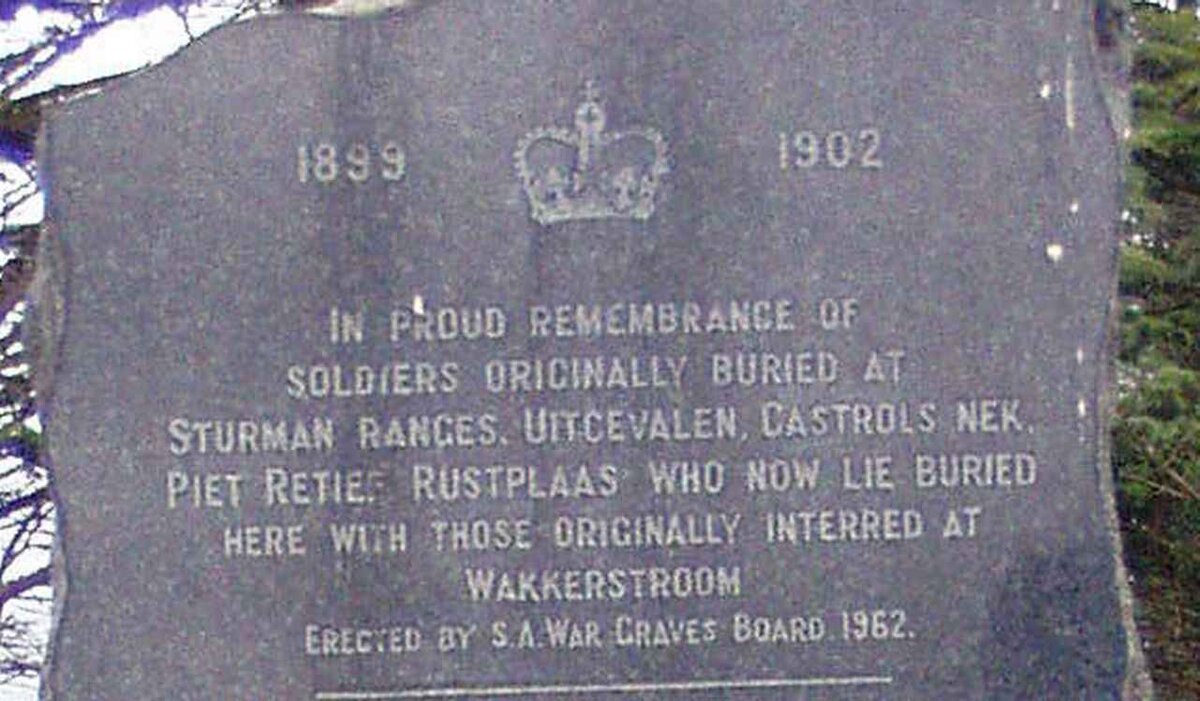 1899 1902
IN PROUD REMEMBRANCE OF
SOLDIERS ORIGINALLY BURIED AT
STURMAN RANGES, UITGEVALEN, CASTROLS NEK,
PIET RETIEF RUSTPLAAS WHO NOW LIE BURIED
HERE WITH THOSE ORIGINALLY INTERRED AT
WAKKERSTROOM
ERECTED BY S.A. WAR GRAVES BOARD 1962.